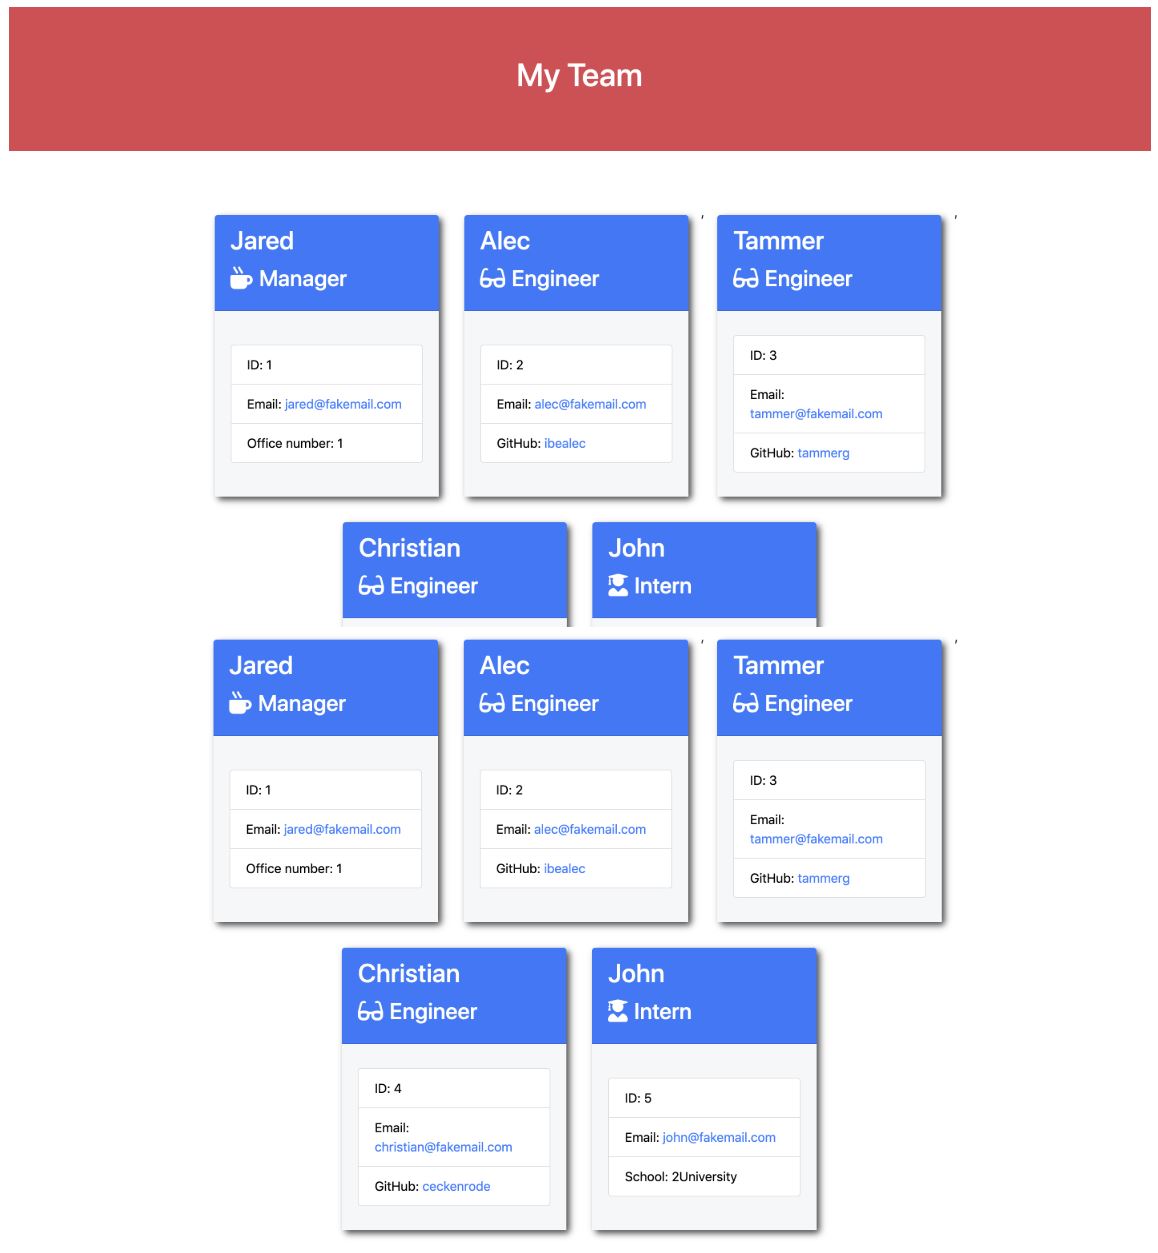 My Team
Jared
Manager
ID: 1
Email: jared@fakemail.com
Office number: 1
Alec
Engineer
ID: 2
Email: alec@fakemail.com
GitHub: ibealec
,
Tammer
Engineer
ID: 3
Email:
tammer@fakemail.com
GitHub: tammerg
,
Christian
Engineer
John
Intern
Jared
Manager
ID: 1
Email: jared@fakemail.com
Office number: 1
Alec
Engineer
ID: 2
Email: alec@fakemail.com
GitHub: ibealec
,
Tammer
Engineer
ID: 3
Email:
tammer@fakemail.com
GitHub: tammerg
,
Christian
Engineer
ID: 4
Email:
christian@fakemail.com
GitHub: ceckenrode
John
Intern
ID: 5
Email: john@fakemail.com
School: 2University